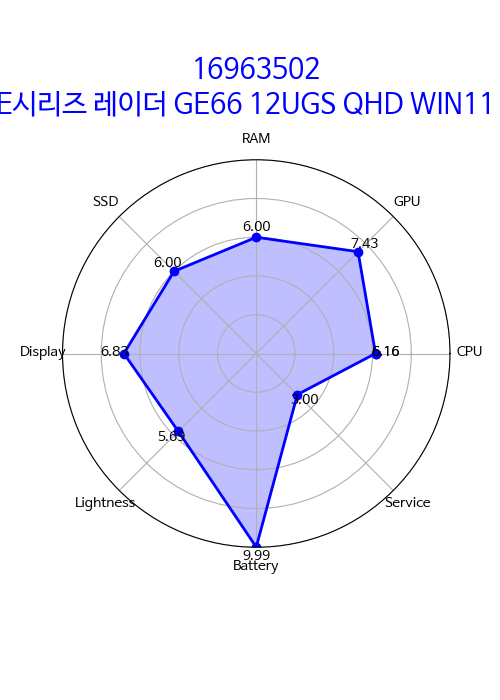 16963502
E시리즈 레이더 GE66 12UGS QHD WIN11
RAM
SSD
GPU
6.00
7.43
6.00
Display
6.83
6.16
CPU
3.00
5.69
Lightness
Service
9.99
Battery